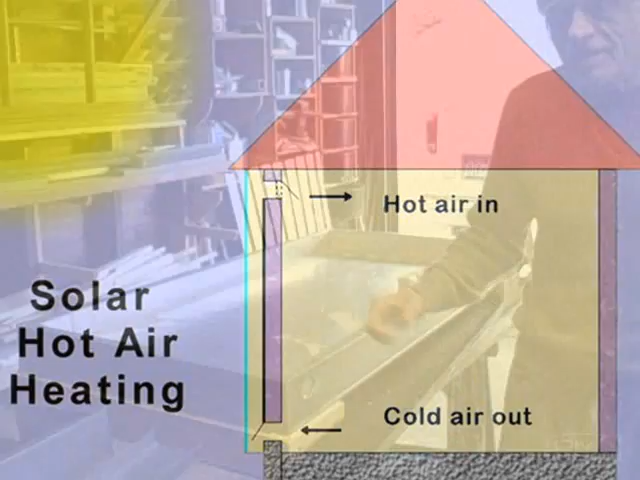 Solar
Hot Air
Heating
Hot air in
Cold air out